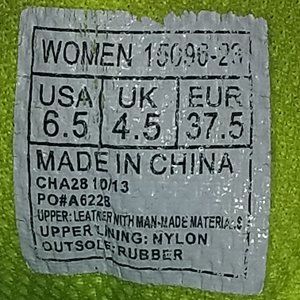 WOMEN 15096-23
USA UK EUR
6.5 4.5 37.5
MADE IN CHINA
CHA28 10/13
PO#A6228
UPPER: LEATHER WITH MAN-MADE MATERIALS
UPPER LINING: NYLON
OUTSOLE: RUBBER